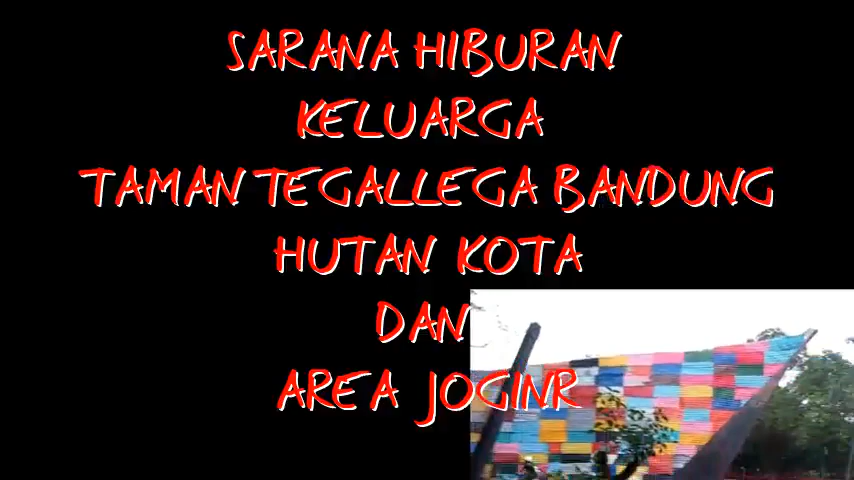 SARANA HIBURAN
KELUARGA
TAMAN TEGALLEGA BANDUNG
HUTAN KOTA
DAN
AREA JOGINR